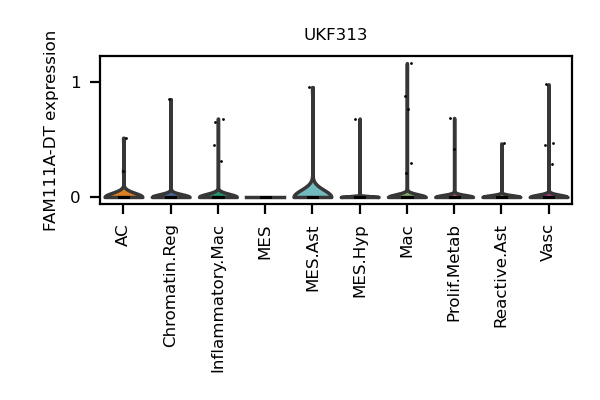 UKF313
FAM111A-DT expression
1
0
AC
Chromatin.Reg
Inflammatory.Mac
MES
MES.Ast
MES.Hyp
Mac
Prolif.Metab
Reactive.Ast
Vasc